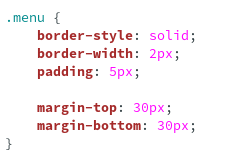 .menu {
    border-style: solid;
    border-width: 2px;
    padding: 5px;

    margin-top: 30px;
    margin-bottom: 30px;
}